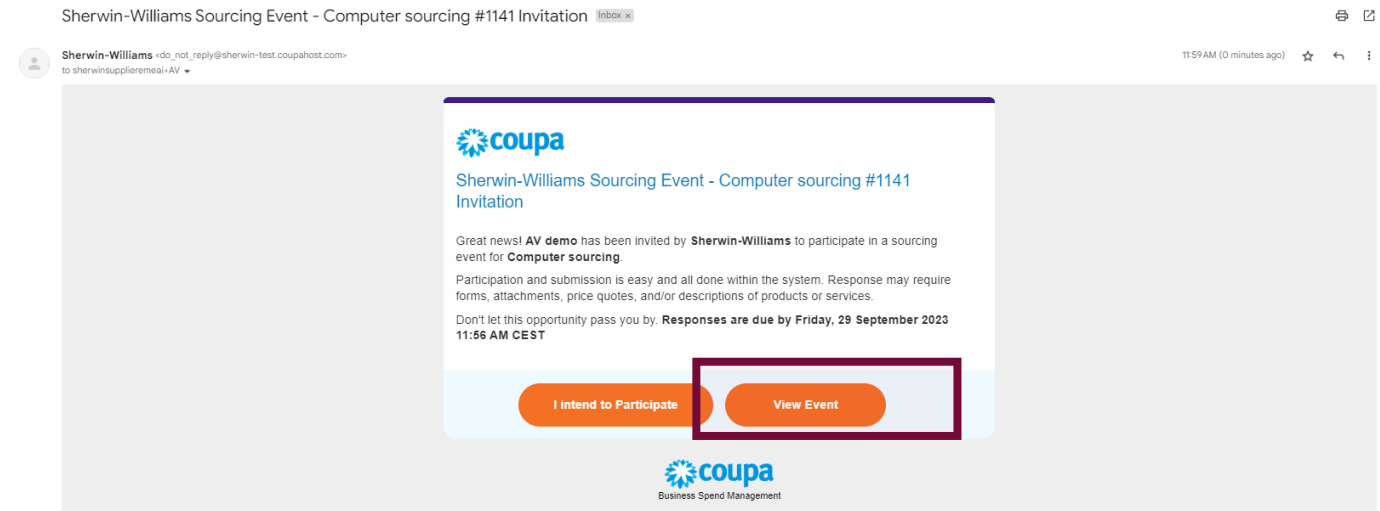 Sherwin-Williams Sourcing Event - Computer sourcing #1141 Invitation Inbox x
Sherwin-Williams <do_not_reply@sherwin-test.coupahost.com>
11:59 AM (0 minutes ago)
to sherwinsupplieremeai+AV
coupa
Sherwin-Williams Sourcing Event - Computer sourcing #1141
Invitation
Great news! AV demo has been invited by Sherwin-Williams to participate in a sourcing
event for Computer sourcing.
Participation and submission is easy and all done within the system. Response may require
forms, attachments, price quotes, and/or descriptions of products or services.
Don't let this opportunity pass you by. Responses are due by Friday, 29 September 2023
11:56 AM CEST
I intend to Participate
View Event
coupa
Business Spend Management